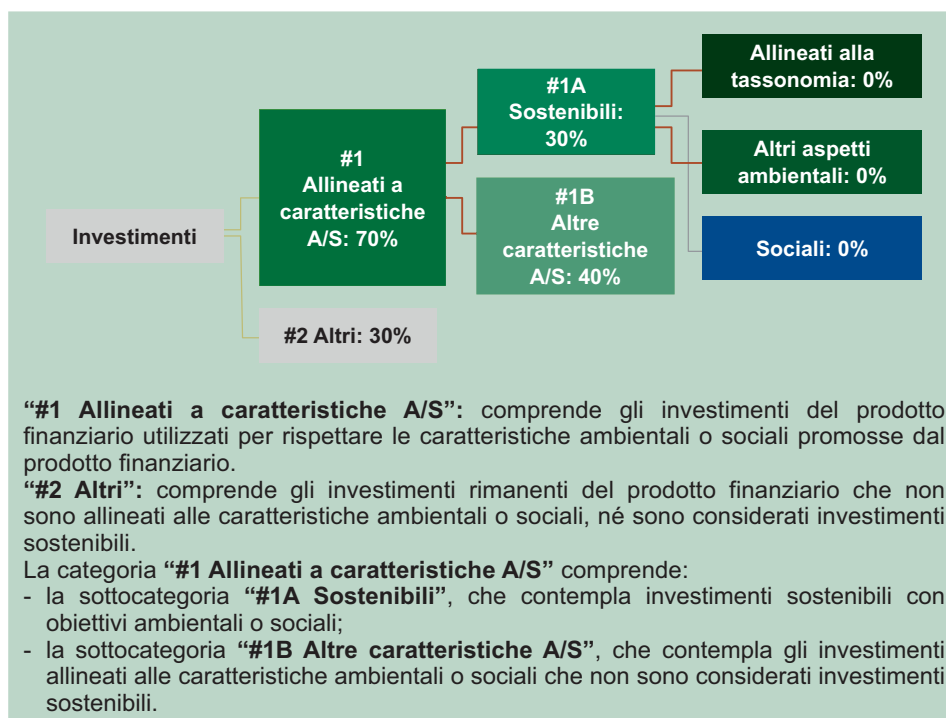 Investimenti
#1
Allineati a
caratteristiche
A/S: 70%
#2 Altri: 30%
#1A
Sostenibili:
30%
#1B
Altre
caratteristiche
A/S: 40%
Allineati alla
tassonomia: 0%
Altri aspetti
ambientali: 0%
Sociali: 0%
“#1 Allineati a caratteristiche A/S”: comprende gli investimenti del prodotto
finanziario utilizzati per rispettare le caratteristiche ambientali o sociali promosse dal
prodotto finanziario.
“#2 Altri”: comprende gli investimenti rimanenti del prodotto finanziario che non
sono allineati alle caratteristiche ambientali o sociali, né sono considerati investimenti
sostenibili.
La categoria “#1 Allineati a caratteristiche A/S” comprende:
- la sottocategoria “#1A Sostenibili”, che contempla investimenti sostenibili con
obiettivi ambientali o sociali;
- la sottocategoria “#1B Altre caratteristiche A/S”, che contempla gli investimenti
allineati alle caratteristiche ambientali o sociali che non sono considerati investimenti
sostenibili.